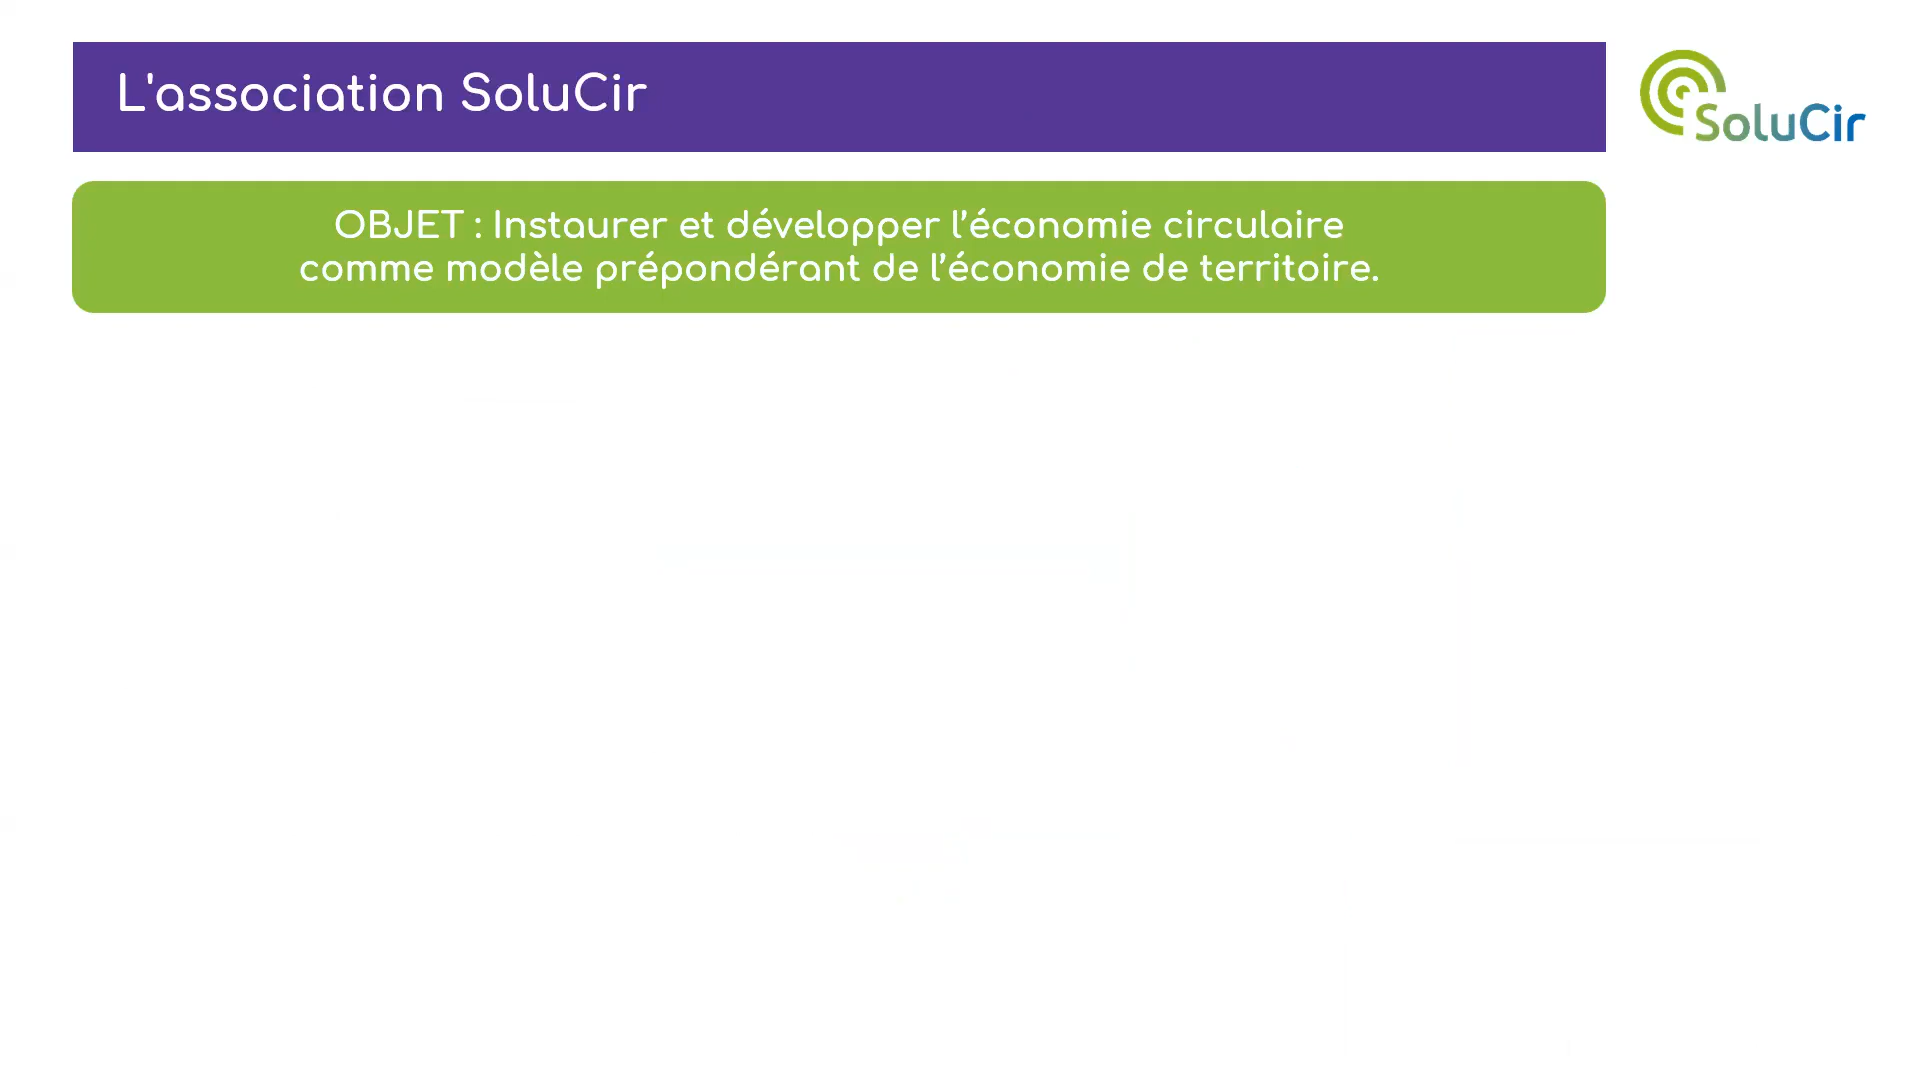 L'association SoluCir
SoluCir
OBJET : Instaurer et développer l’économie circulaire
comme modèle prépondérant de l’économie de territoire.